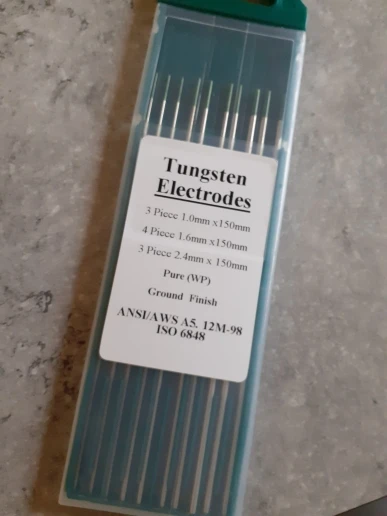 Tungsten
Electrodes
3 Piece 1.0mm x150mm
4 Piece 1.6mm x150mm
3 Piece 2.4mm x 150mm
Pure (WP)
Ground Finish
ANSI/AWS A5. 12M-98
ISO 6848